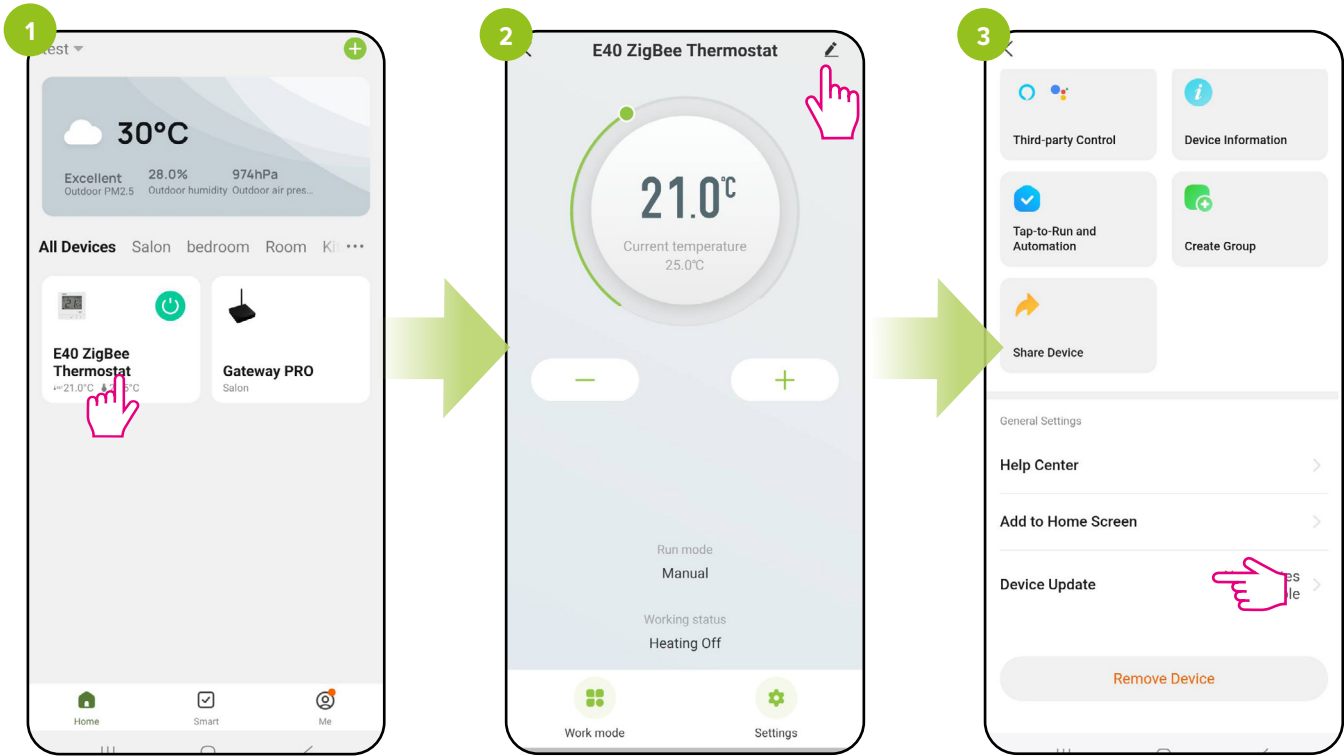 1
test
30°C
Excellent
Outdoor PM2.5
28.0%
Outdoor humidity
974hPa
Outdoor air pres...
All Devices Salon bedroom Room
E40 ZigBee
Thermostat
21.0°C
Gateway PRO
Salon
Home
Smart
Me
2
E40 ZigBee Thermostat
21.0°C
Current temperature
25.0°C
−
+
Run mode
Manual
Working status
Heating Off
Work mode
Settings
3
Third-party Control
Device Information
Tap-to-Run and
Automation
Create Group
Share Device
General Settings
Help Center
Add to Home Screen
Device Update
Remove Device